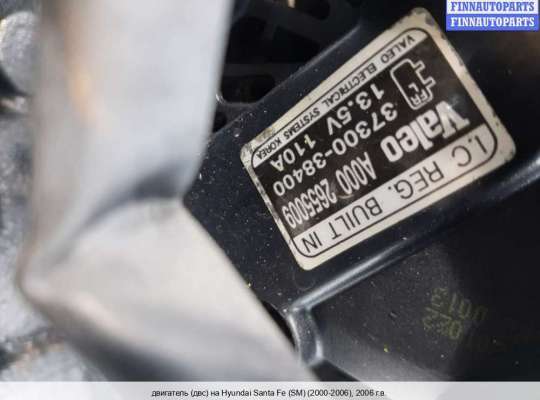 FINNAUTOPARTS
FINNAUTOPARTS
I.C REG. BUILT IN
A000 2655009
Valeo
37300-38400
13.5V 110A
VALEO ELECTRICAL SYSTEMS KOREA
двигатель (двс) на Hyundai Santa Fe (SM) (2000-2006), 2006 г.в.